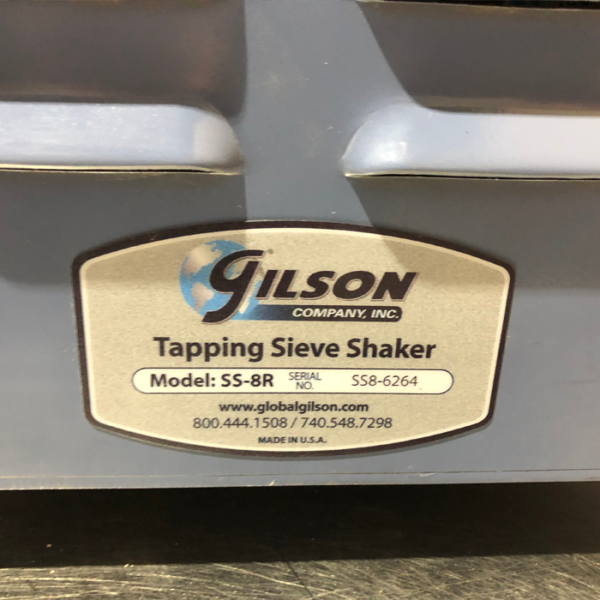 GILSON
COMPANY, INC.
Tapping Sieve Shaker
Model: SS-8R SERIAL NO. SS8-6264
www.globalgilson.com
800.444.1508 / 740.548.7298
MADE IN U.S.A.